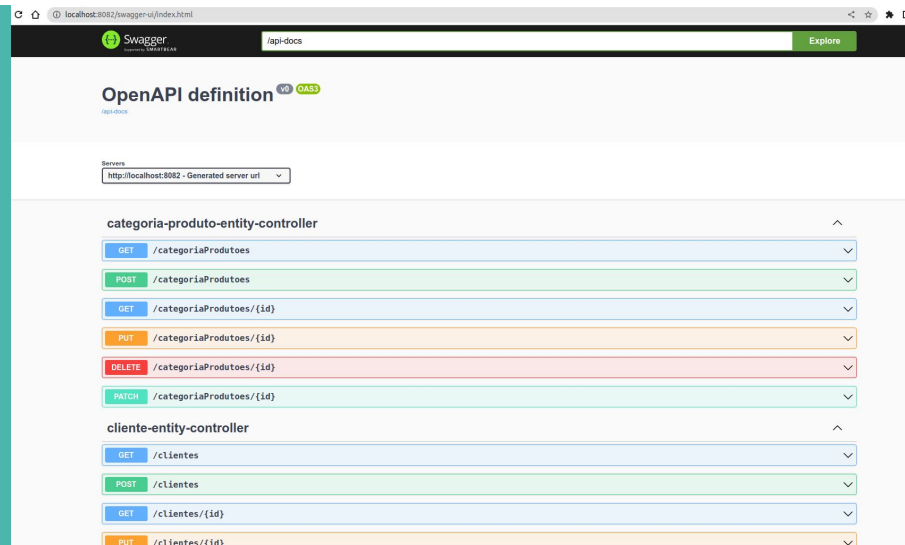 localhost:8082/swagger-ui/index.html
Swagger
Supported by SMARTBEAR
/api-docs
Explore
OpenAPI definition v0 OAS3
/api-docs
Servers
http://localhost:8082 - Generated server url
categoria-produto-entity-controller
GET /categoriaProdutoes
POST /categoriaProdutoes
GET /categoriaProdutoes/{id}
PUT /categoriaProdutoes/{id}
DELETE /categoriaProdutoes/{id}
PATCH /categoriaProdutoes/{id}
cliente-entity-controller
GET /clientes
POST /clientes
GET /clientes/{id}
PUT /clientes/{id}